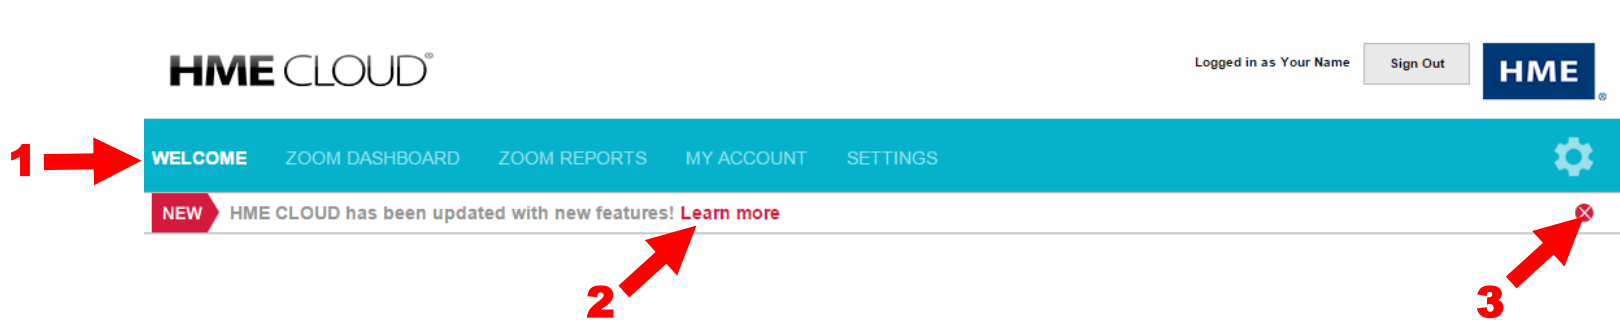 HME CLOUD®
Logged in as Your Name
Sign Out
HME®
1
WELCOME ZOOM DASHBOARD ZOOM REPORTS MY ACCOUNT SETTINGS
NEW HME CLOUD has been updated with new features! Learn more
2
3